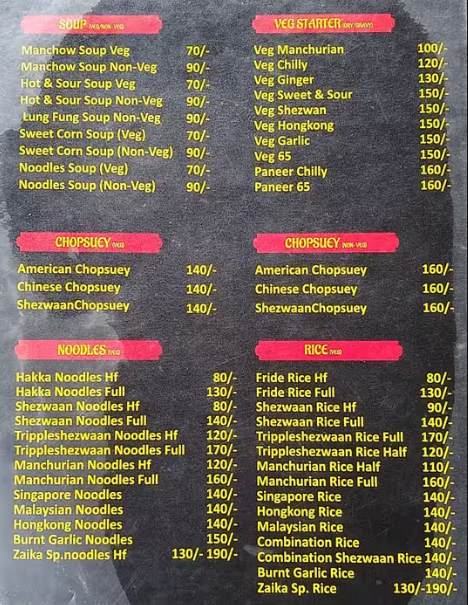 SOUP (VEG/NON-VEG)
Manchow Soup Veg 70/-
Manchow Soup Non-Veg 90/-
Hot & Sour Soup Veg 70/-
Hot & Sour Soup Non-Veg 90/-
Lung Fung Soup Non-Veg 90/-
Sweet Corn Soup (Veg) 70/-
Sweet Corn Soup (Non-Veg) 90/-
Noodles Soup (Veg) 70/-
Noodles Soup (Non-Veg) 90/-
VEG STARTER (DRY/GRAVY)
Veg Manchurian 100/-
Veg Chilly 120/-
Veg Ginger 130/-
Veg Sweet & Sour 150/-
Veg Shezwan 150/-
Veg Hongkong 150/-
Veg Garlic 150/-
Veg 65 150/-
Paneer Chilly 160/-
Paneer 65 160/-
CHOPSUEY (VEG)
American Chopsuey 140/-
Chinese Chopsuey 140/-
ShezwaanChopsuey 140/-
CHOPSUEY (NON-VEG)
American Chopsuey 160/-
Chinese Chopsuey 160/-
ShezwaanChopsuey 160/-
NOODLES (VEG)
Hakka Noodles Hf 80/-
Hakka Noodles Full 130/-
Shezwaan Noodles Hf 80/-
Shezwaan Noodles Full 140/-
Trippleshezwaan Noodles Hf 120/-
Trippleshezwaan Noodles Full 170/-
Manchurian Noodles Hf 120/-
Manchurian Noodles Full 160/-
Singapore Noodles 140/-
Malaysian Noodles 140/-
Hongkong Noodles 140/-
Burnt Garlic Noodles 150/-
Zaika Sp.noodles Hf 130/- 190/-
RICE (VEG)
Fride Rice Hf 80/-
Fride Rice Full 130/-
Shezwaan Rice Hf 90/-
Shezwaan Rice Full 140/-
Trippleshezwaan Rice Full 170/-
Trippleshezwaan Rice Half 120/-
Manchurian Rice Half 110/-
Manchurian Rice Full 160/-
Singapore Rice 140/-
Hongkong Rice 140/-
Malaysian Rice 140/-
Combination Rice 140/-
Combination Shezwaan Rice 140/-
Burnt Garlic Rice 140/-
Zaika Sp. Rice 130/-190/-